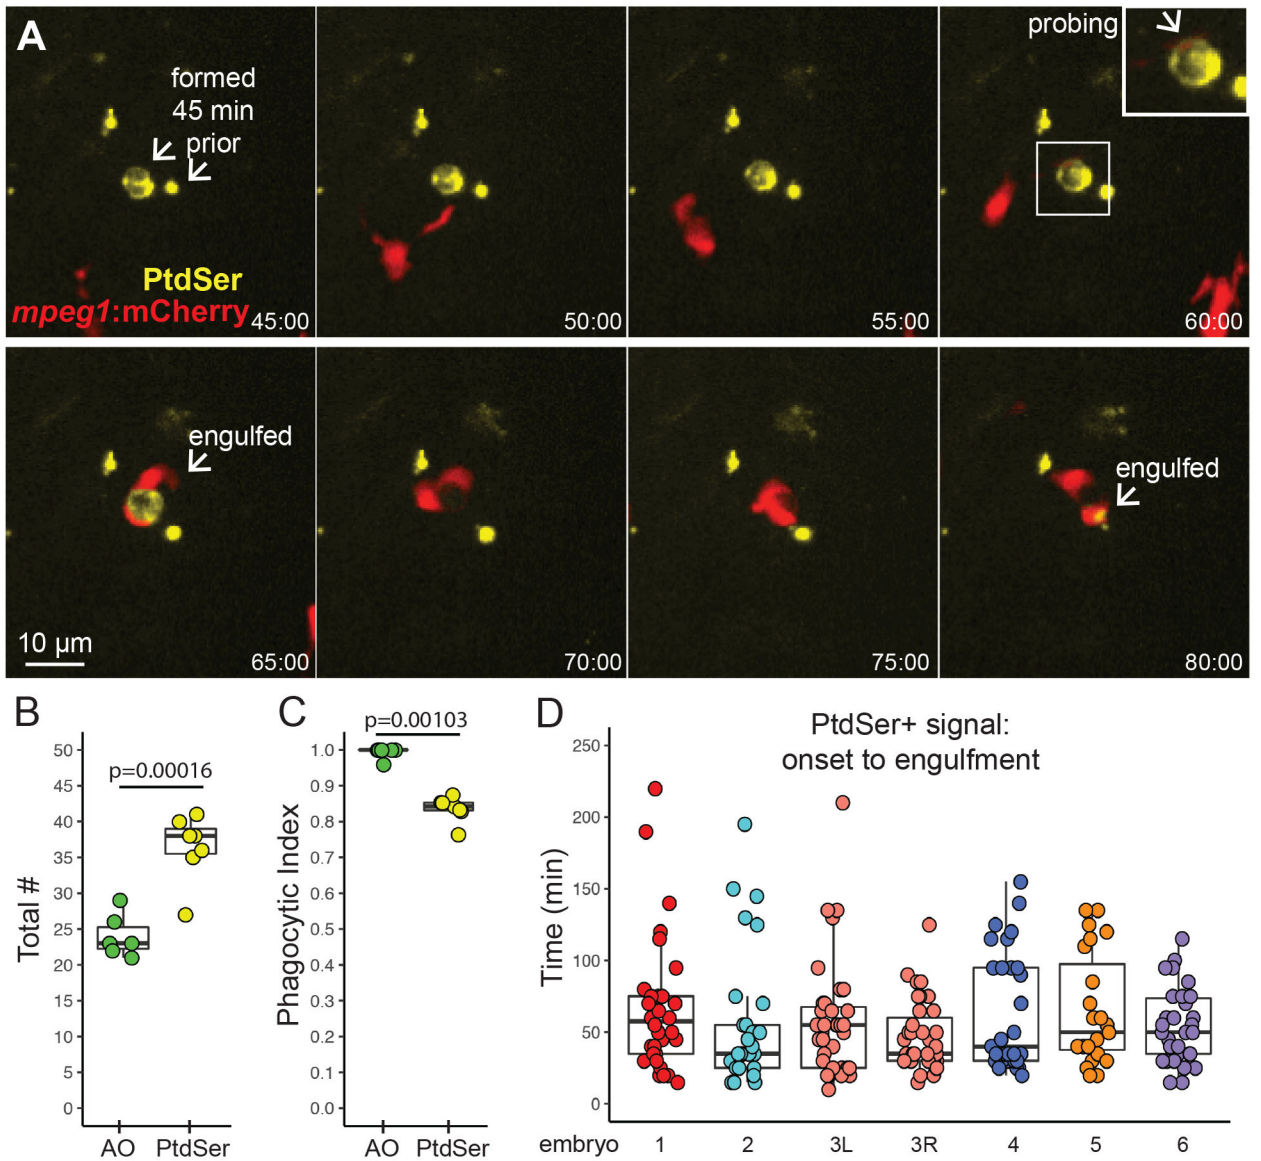 A
formed
45 min
prior
PtdSer
mpeg1:mCherry
45:00
50:00
55:00
probing
60:00
engulfed
10 µm
65:00
70:00
75:00
engulfed
80:00
B
Total #
p=0.00016
50
45
40
35
30
25
20
15
10
5
0
AO PtdSer
C
Phagocytic Index
p=0.00103
1.0
0.9
0.8
0.7
0.6
0.5
0.4
0.3
0.2
0.1
0.0
AO PtdSer
D
PtdSer+ signal:
onset to engulfment
Time (min)
250
200
150
100
50
0
embryo 1 2 3L 3R 4 5 6